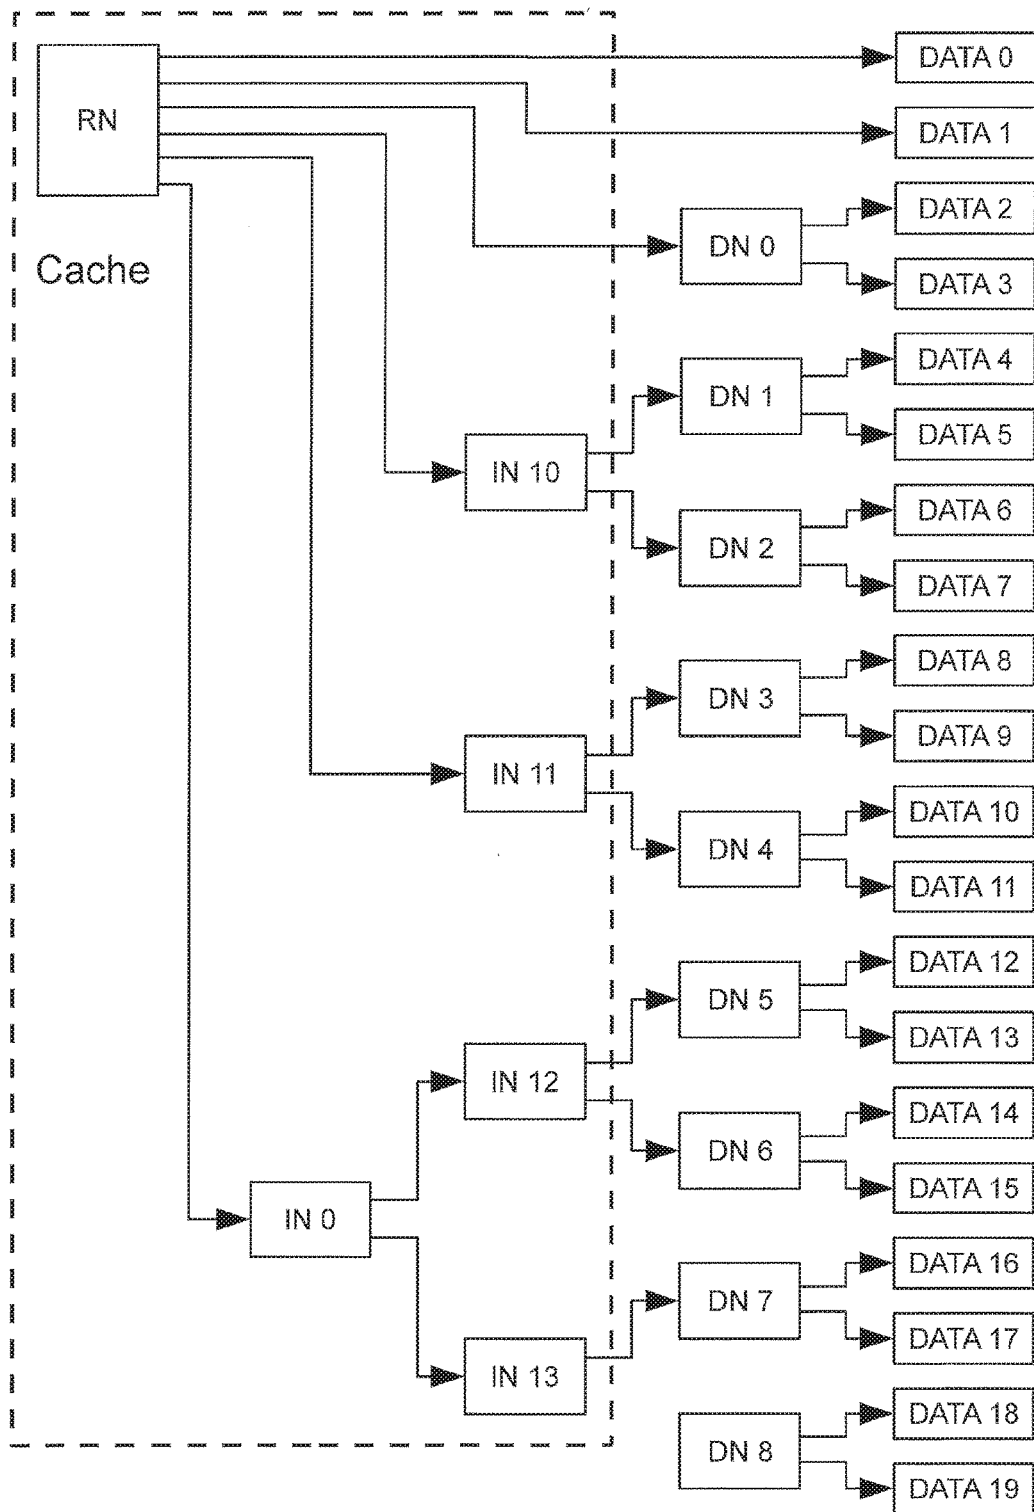 RN
Cache
DATA 0
DATA 1
DN 0
DATA 2
DATA 3
IN 10
DN 1
DATA 4
DATA 5
DN 2
DATA 6
DATA 7
IN 11
DN 3
DATA 8
DATA 9
DN 4
DATA 10
DATA 11
IN 0
IN 12
DN 5
DATA 12
DATA 13
DN 6
DATA 14
DATA 15
IN 13
DN 7
DATA 16
DATA 17
DN 8
DATA 18
DATA 19